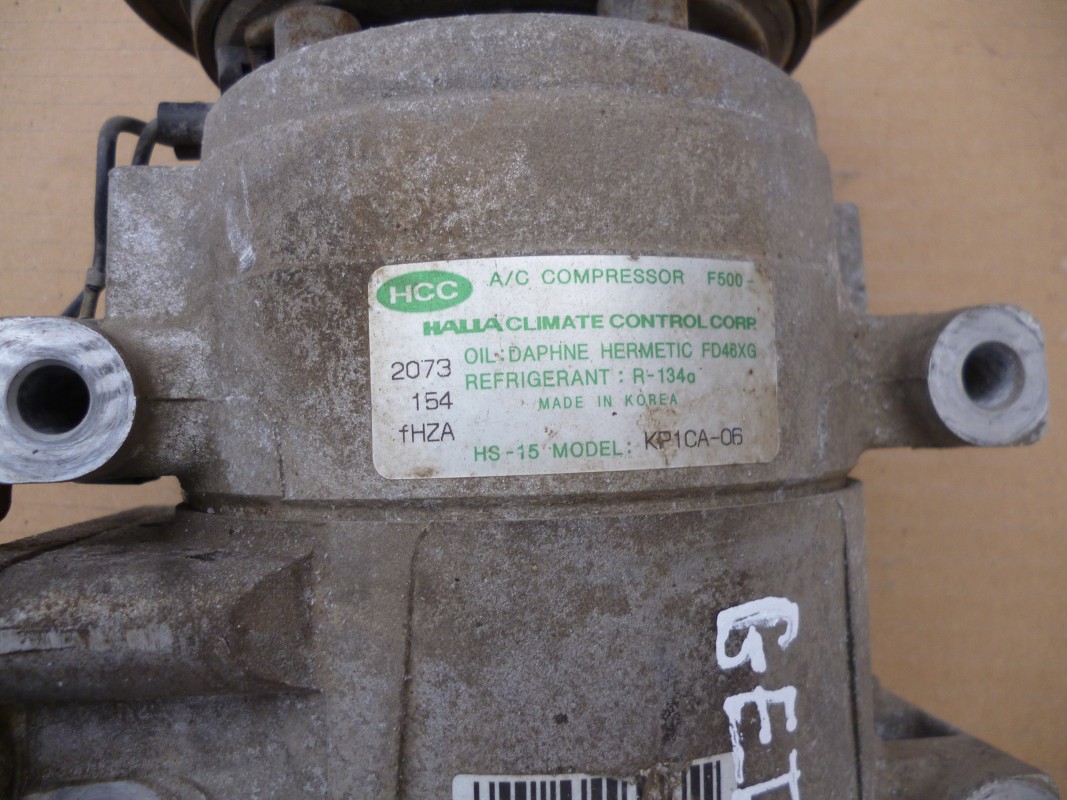 HCC A/C COMPRESSOR F500-
HALLA CLIMATE CONTROL CORP.
2073 OIL:DAPHNE HERMETIC FD46XG
REFRIGERANT: R-134a
154 MADE IN KOREA
fHZA
HS-15 MODEL: KP1CA-06
GET